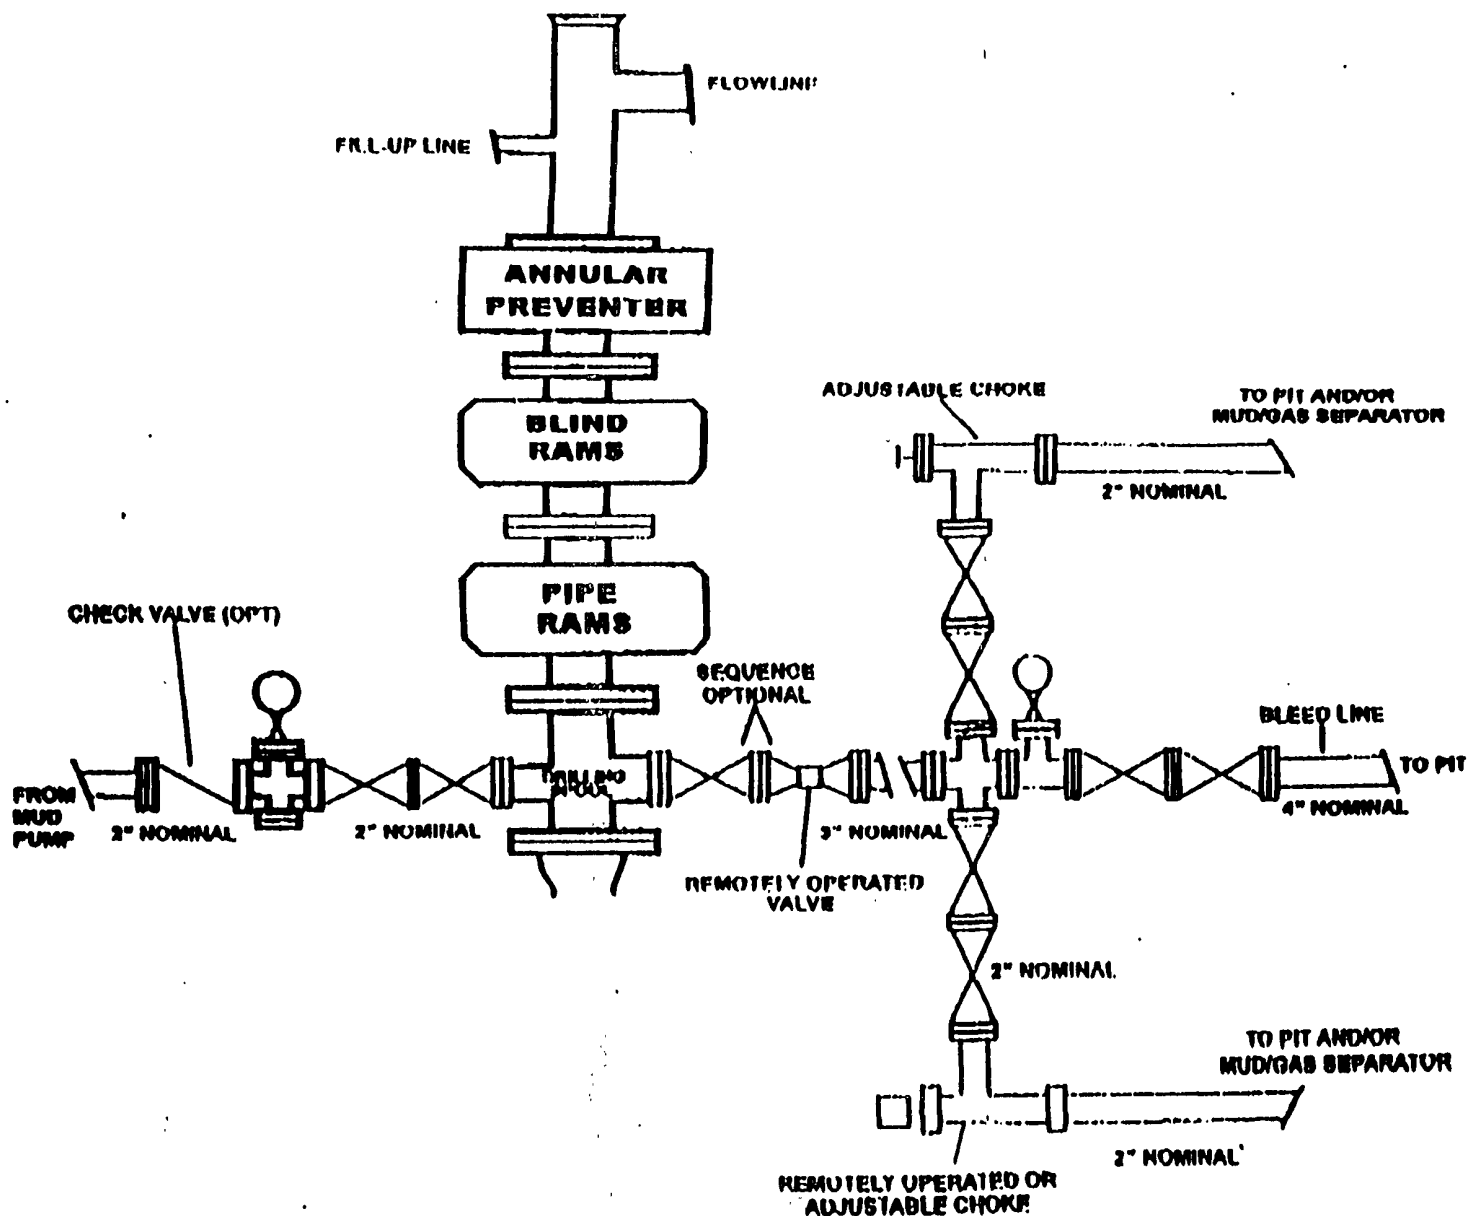 FLOWLINE
FILL-UP LINE
ANNULAR
PREVENTER
ADJUSTABLE CHOKE
TO PIT AND/OR
MUD/GAS SEPARATOR
BLIND
RAMS
2" NOMINAL
PIPE
RAMS
CHECK VALVE (OPT)
SEQUENCE
OPTIONAL
BLEED LINE
TO PIT
DRILLING
FROM
MUD
PUMP
2" NOMINAL
2" NOMINAL
3" NOMINAL
4" NOMINAL
REMOTELY OPERATED
VALVE
2" NOMINAL
TO PIT AND/OR
MUD/GAS SEPARATOR
2" NOMINAL
REMOTELY OPERATED OR
ADJUSTABLE CHOKE